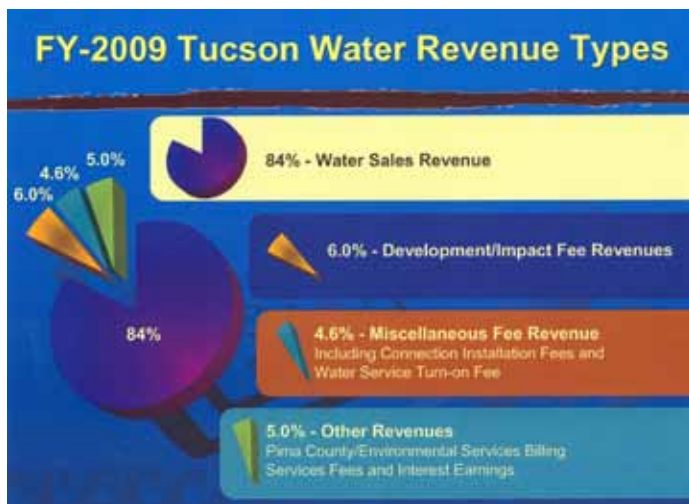 FY-2009 Tucson Water Revenue Types
84% - Water Sales Revenue
5.0%
4.6%
6.0%
84%
6.0% - Development/Impact Fee Revenues
4.6% - Miscellaneous Fee Revenue
Including Connection Installation Fees and
Water Service Turn-on Fee
5.0% - Other Revenues
Pima County/Environmental Services Billing
Services Fees and Interest Earnings